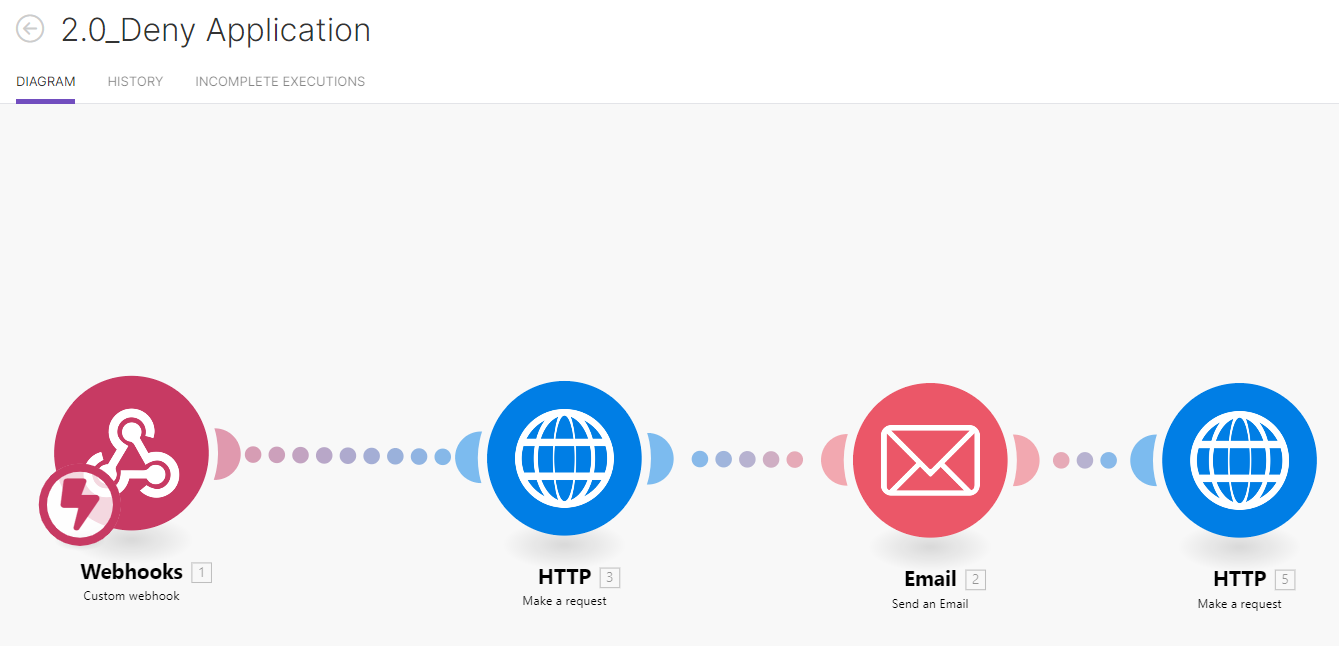 2.0_Deny Application
DIAGRAM HISTORY INCOMPLETE EXECUTIONS
Webhooks 1
Custom webhook
HTTP 3
Make a request
Email 2
Send an Email
HTTP 5
Make a request